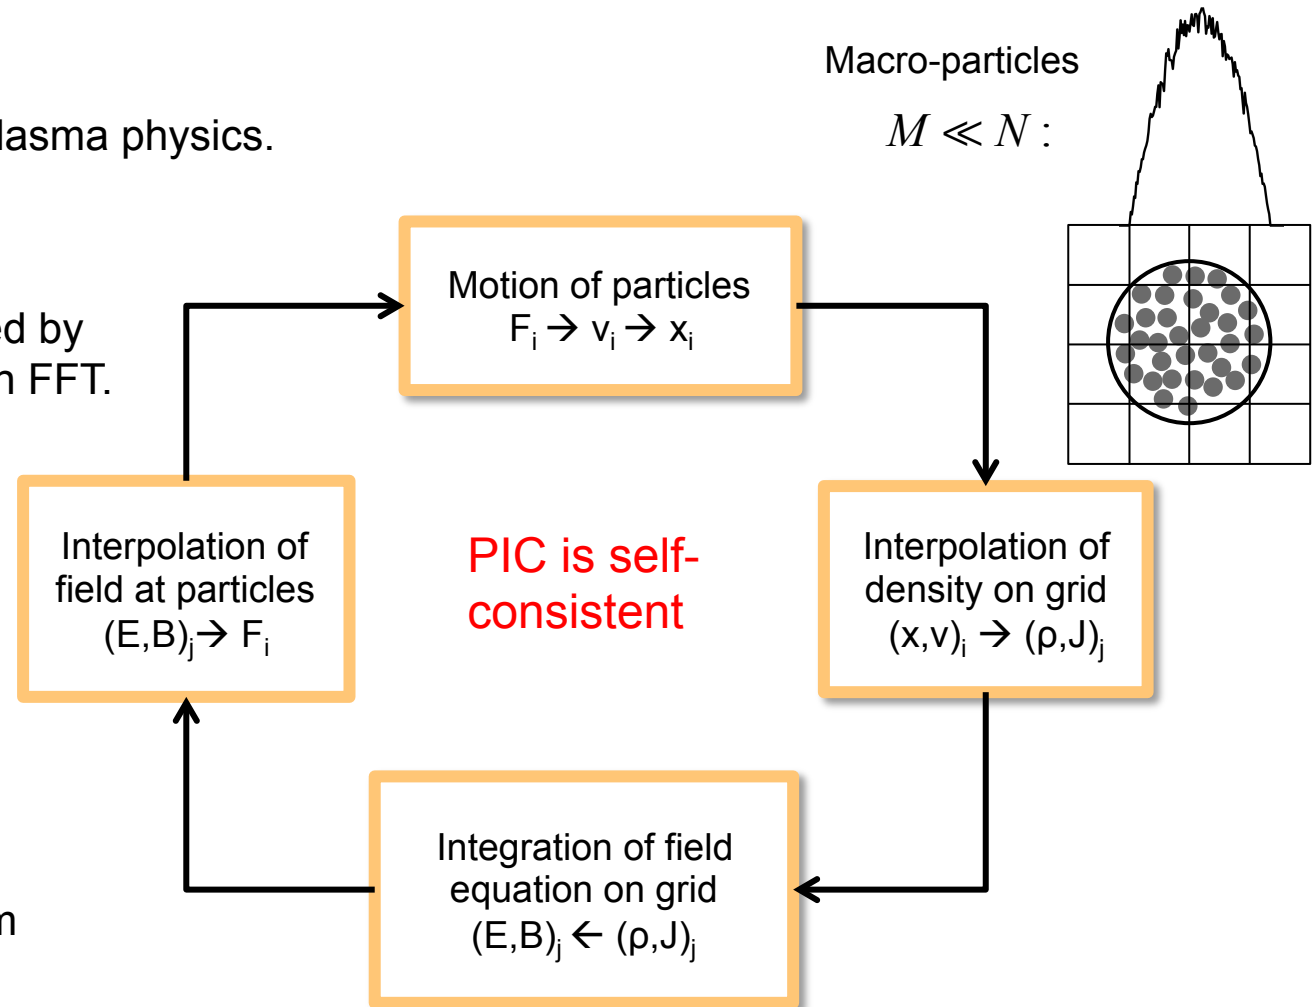 Macro-particles
M ≪ N :
lasma physics.
Motion of particles
Fᵢ → vᵢ → xᵢ
ed by
n FFT.
Interpolation of
field at particles
(E,B)ⱼ→ Fᵢ
PIC is self-
consistent
Interpolation of
density on grid
(x,v)ᵢ → (ρ,J)ⱼ
Integration of field
equation on grid
(E,B)ⱼ ← (ρ,J)ⱼ
m